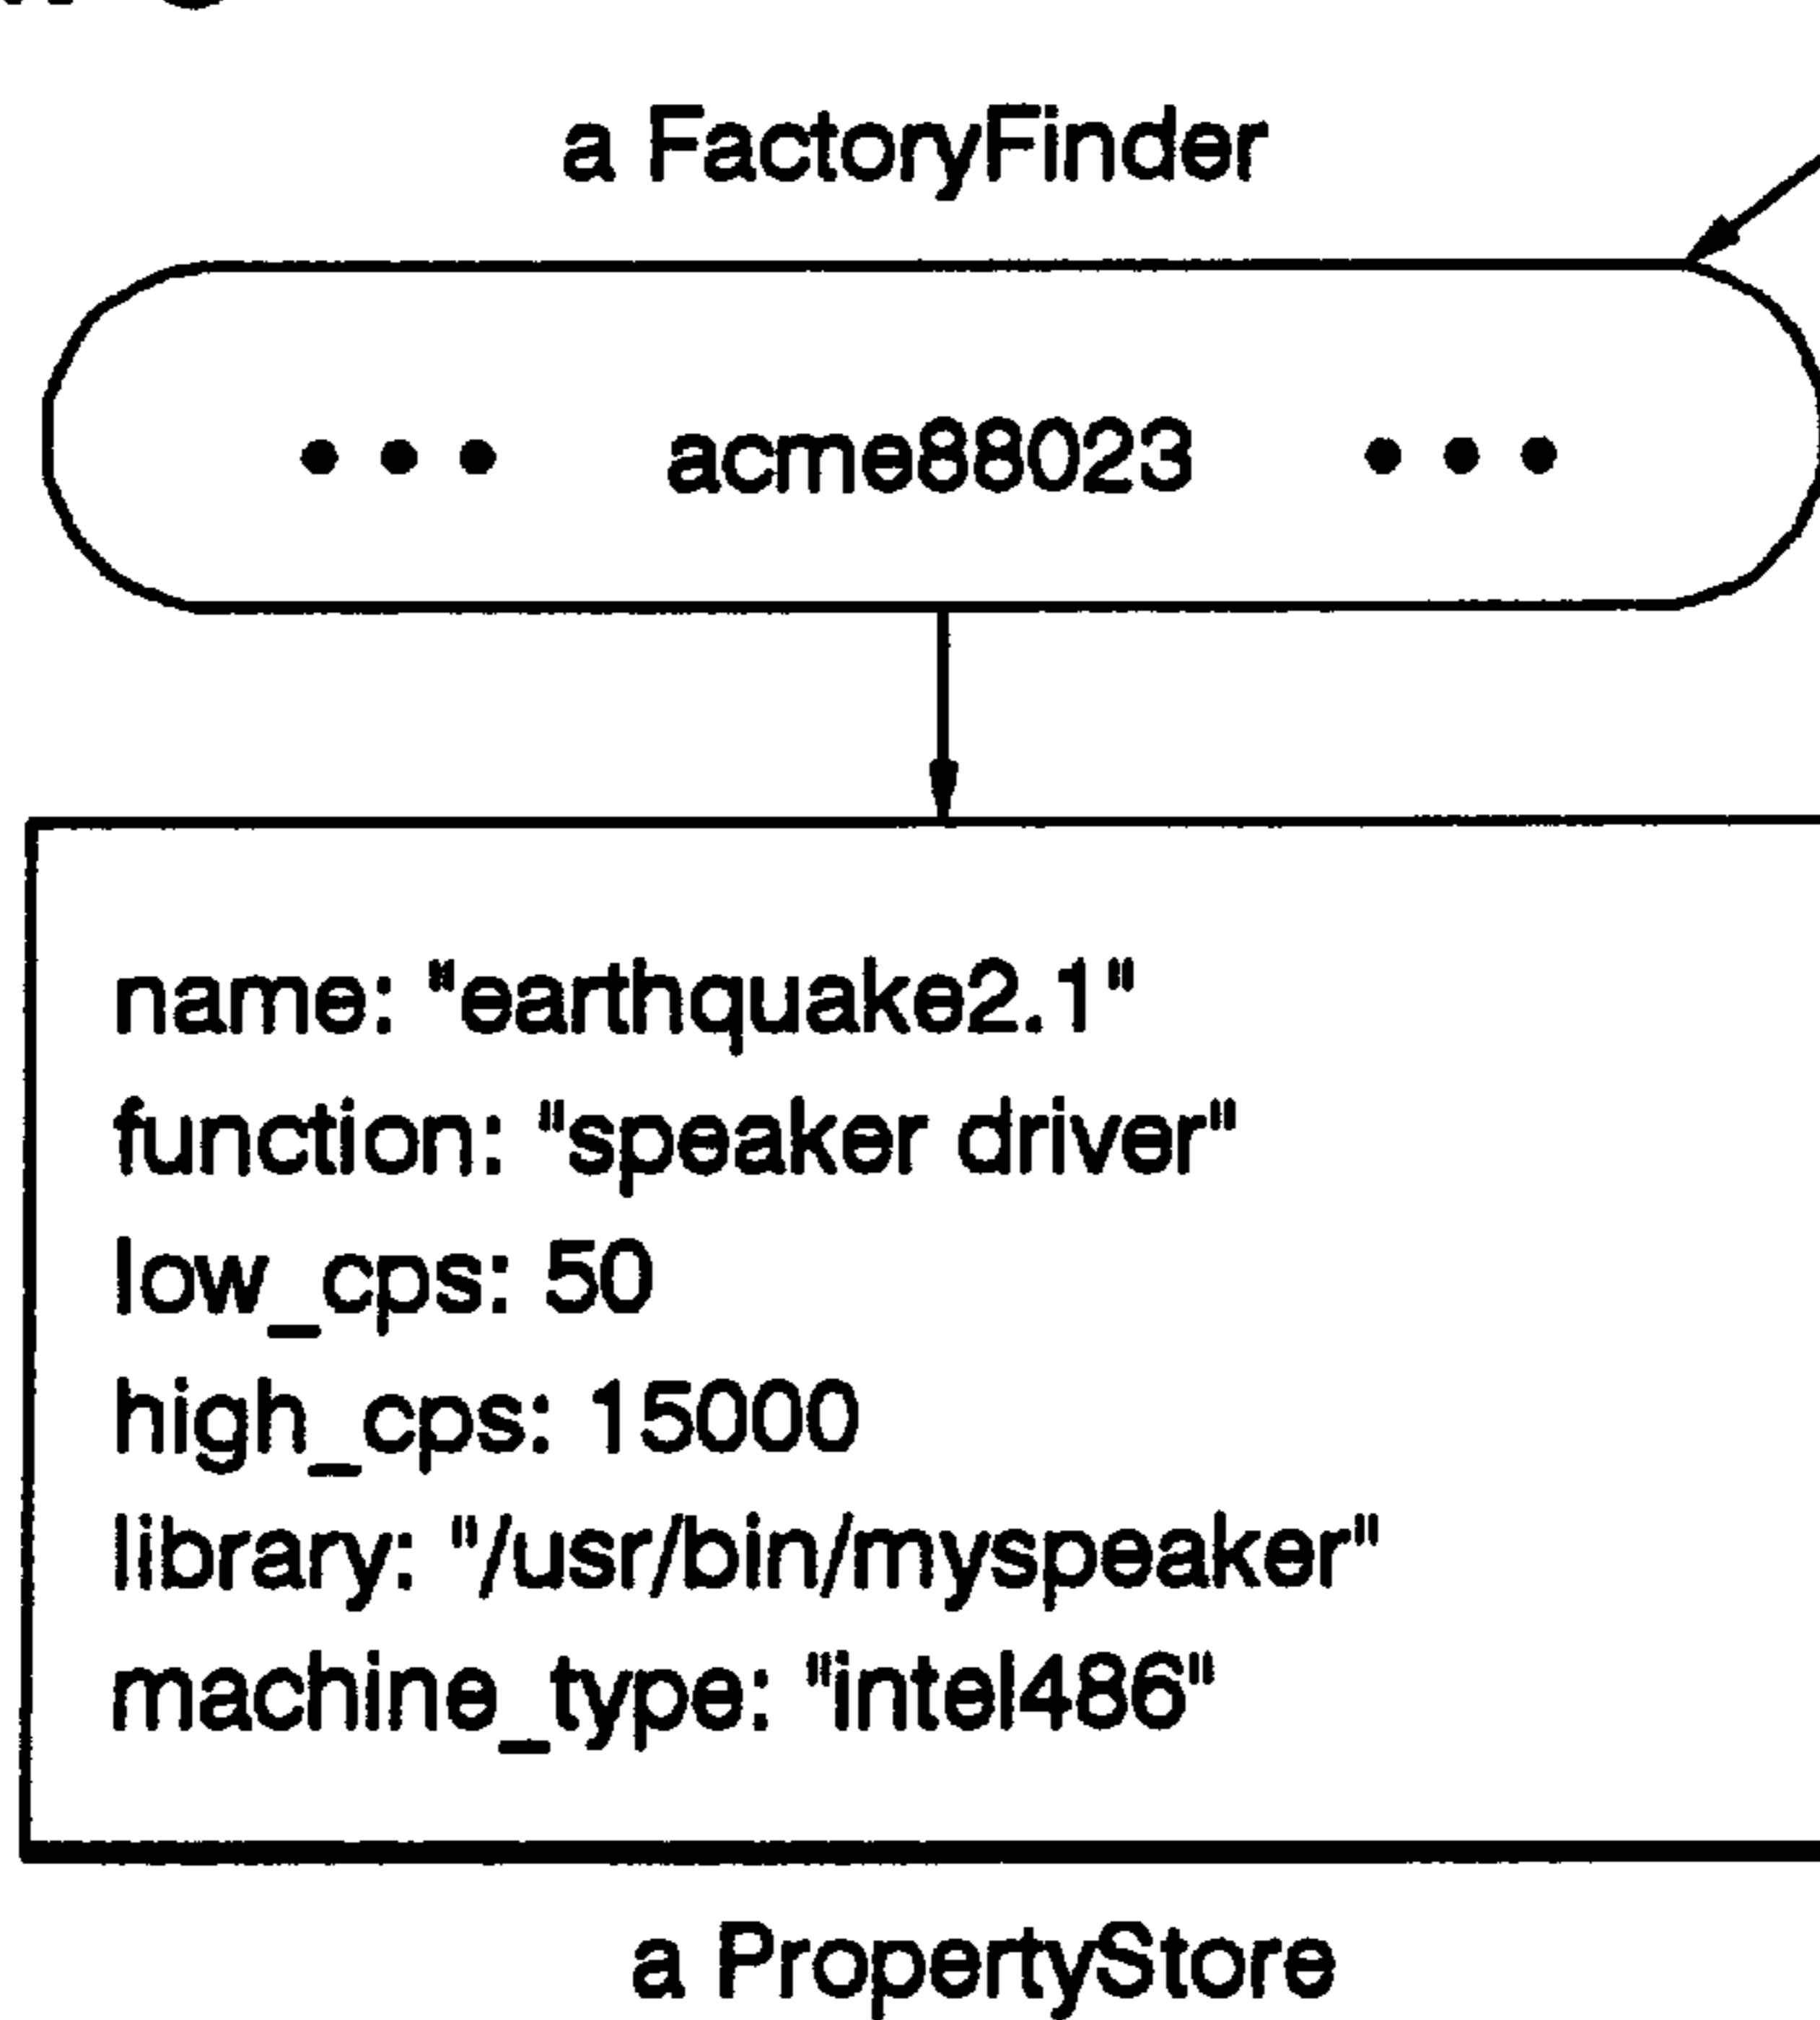 a FactoryFinder
• • • acme88023 • • •
name: "earthquake2.1"
function: "speaker driver"
low_cps: 50
high_cps: 15000
library: "/usr/bin/myspeaker"
machine_type: "intel486"
a PropertyStore